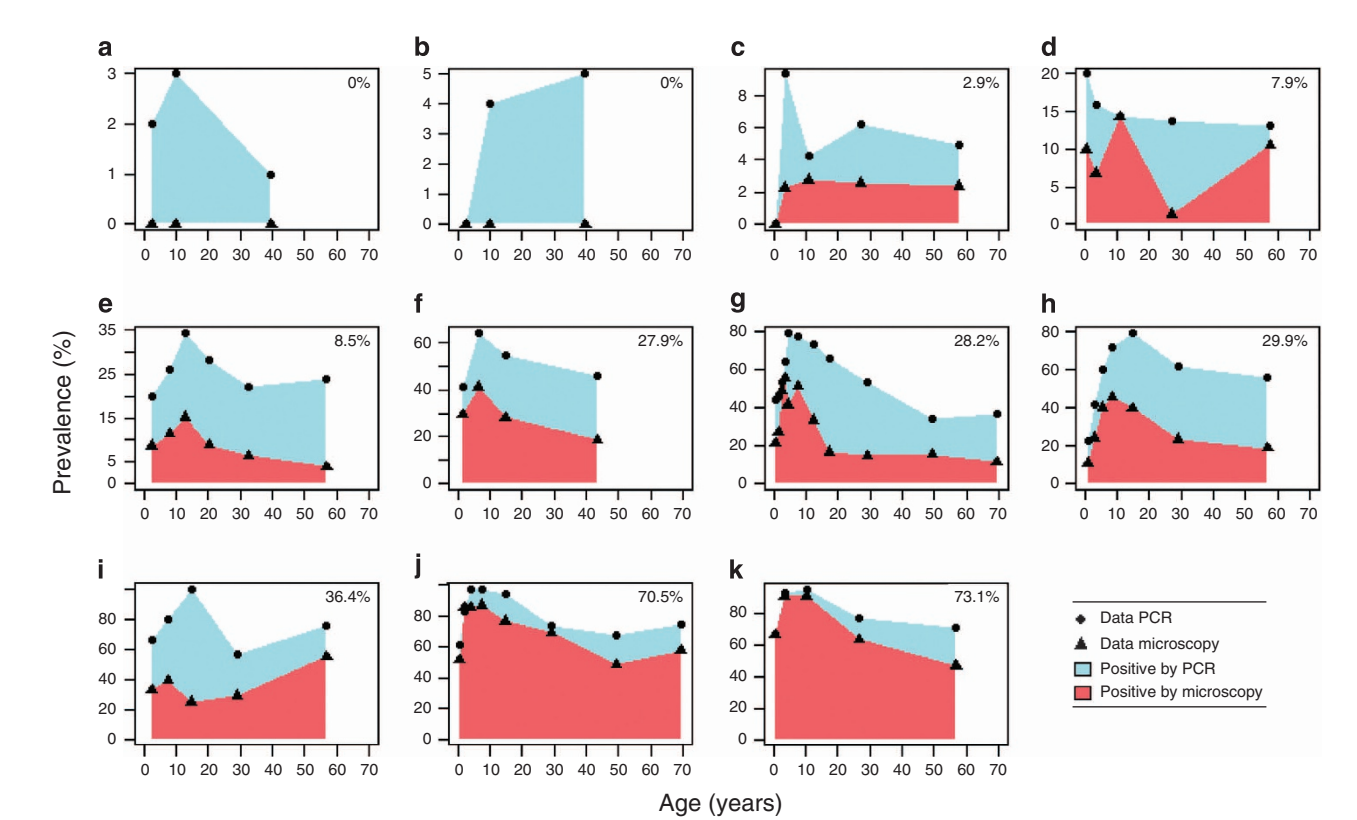 a b c d
3 2 1 0
0%
0 10 20 30 40 50 60 70
5 4 3 2 1 0
0%
0 10 20 30 40 50 60 70
8 6 4 2 0
2.9%
0 10 20 30 40 50 60 70
20 15 10 5 0
7.9%
0 10 20 30 40 50 60 70
Prevalence (%)
e f g h
35 25 15 5 0
8.5%
0 10 20 30 40 50 60 70
60 40 20 0
27.9%
0 10 20 30 40 50 60 70
80 60 40 20 0
28.2%
0 10 20 30 40 50 60 70
80 60 40 20 0
29.9%
0 10 20 30 40 50 60 70
i j k
80 60 40 20 0
36.4%
0 10 20 30 40 50 60 70
80 60 40 20 0
70.5%
0 10 20 30 40 50 60 70
80 60 40 20 0
73.1%
0 10 20 30 40 50 60 70
Data PCR
Data microscopy
Positive by PCR
Positive by microscopy
Age (years)